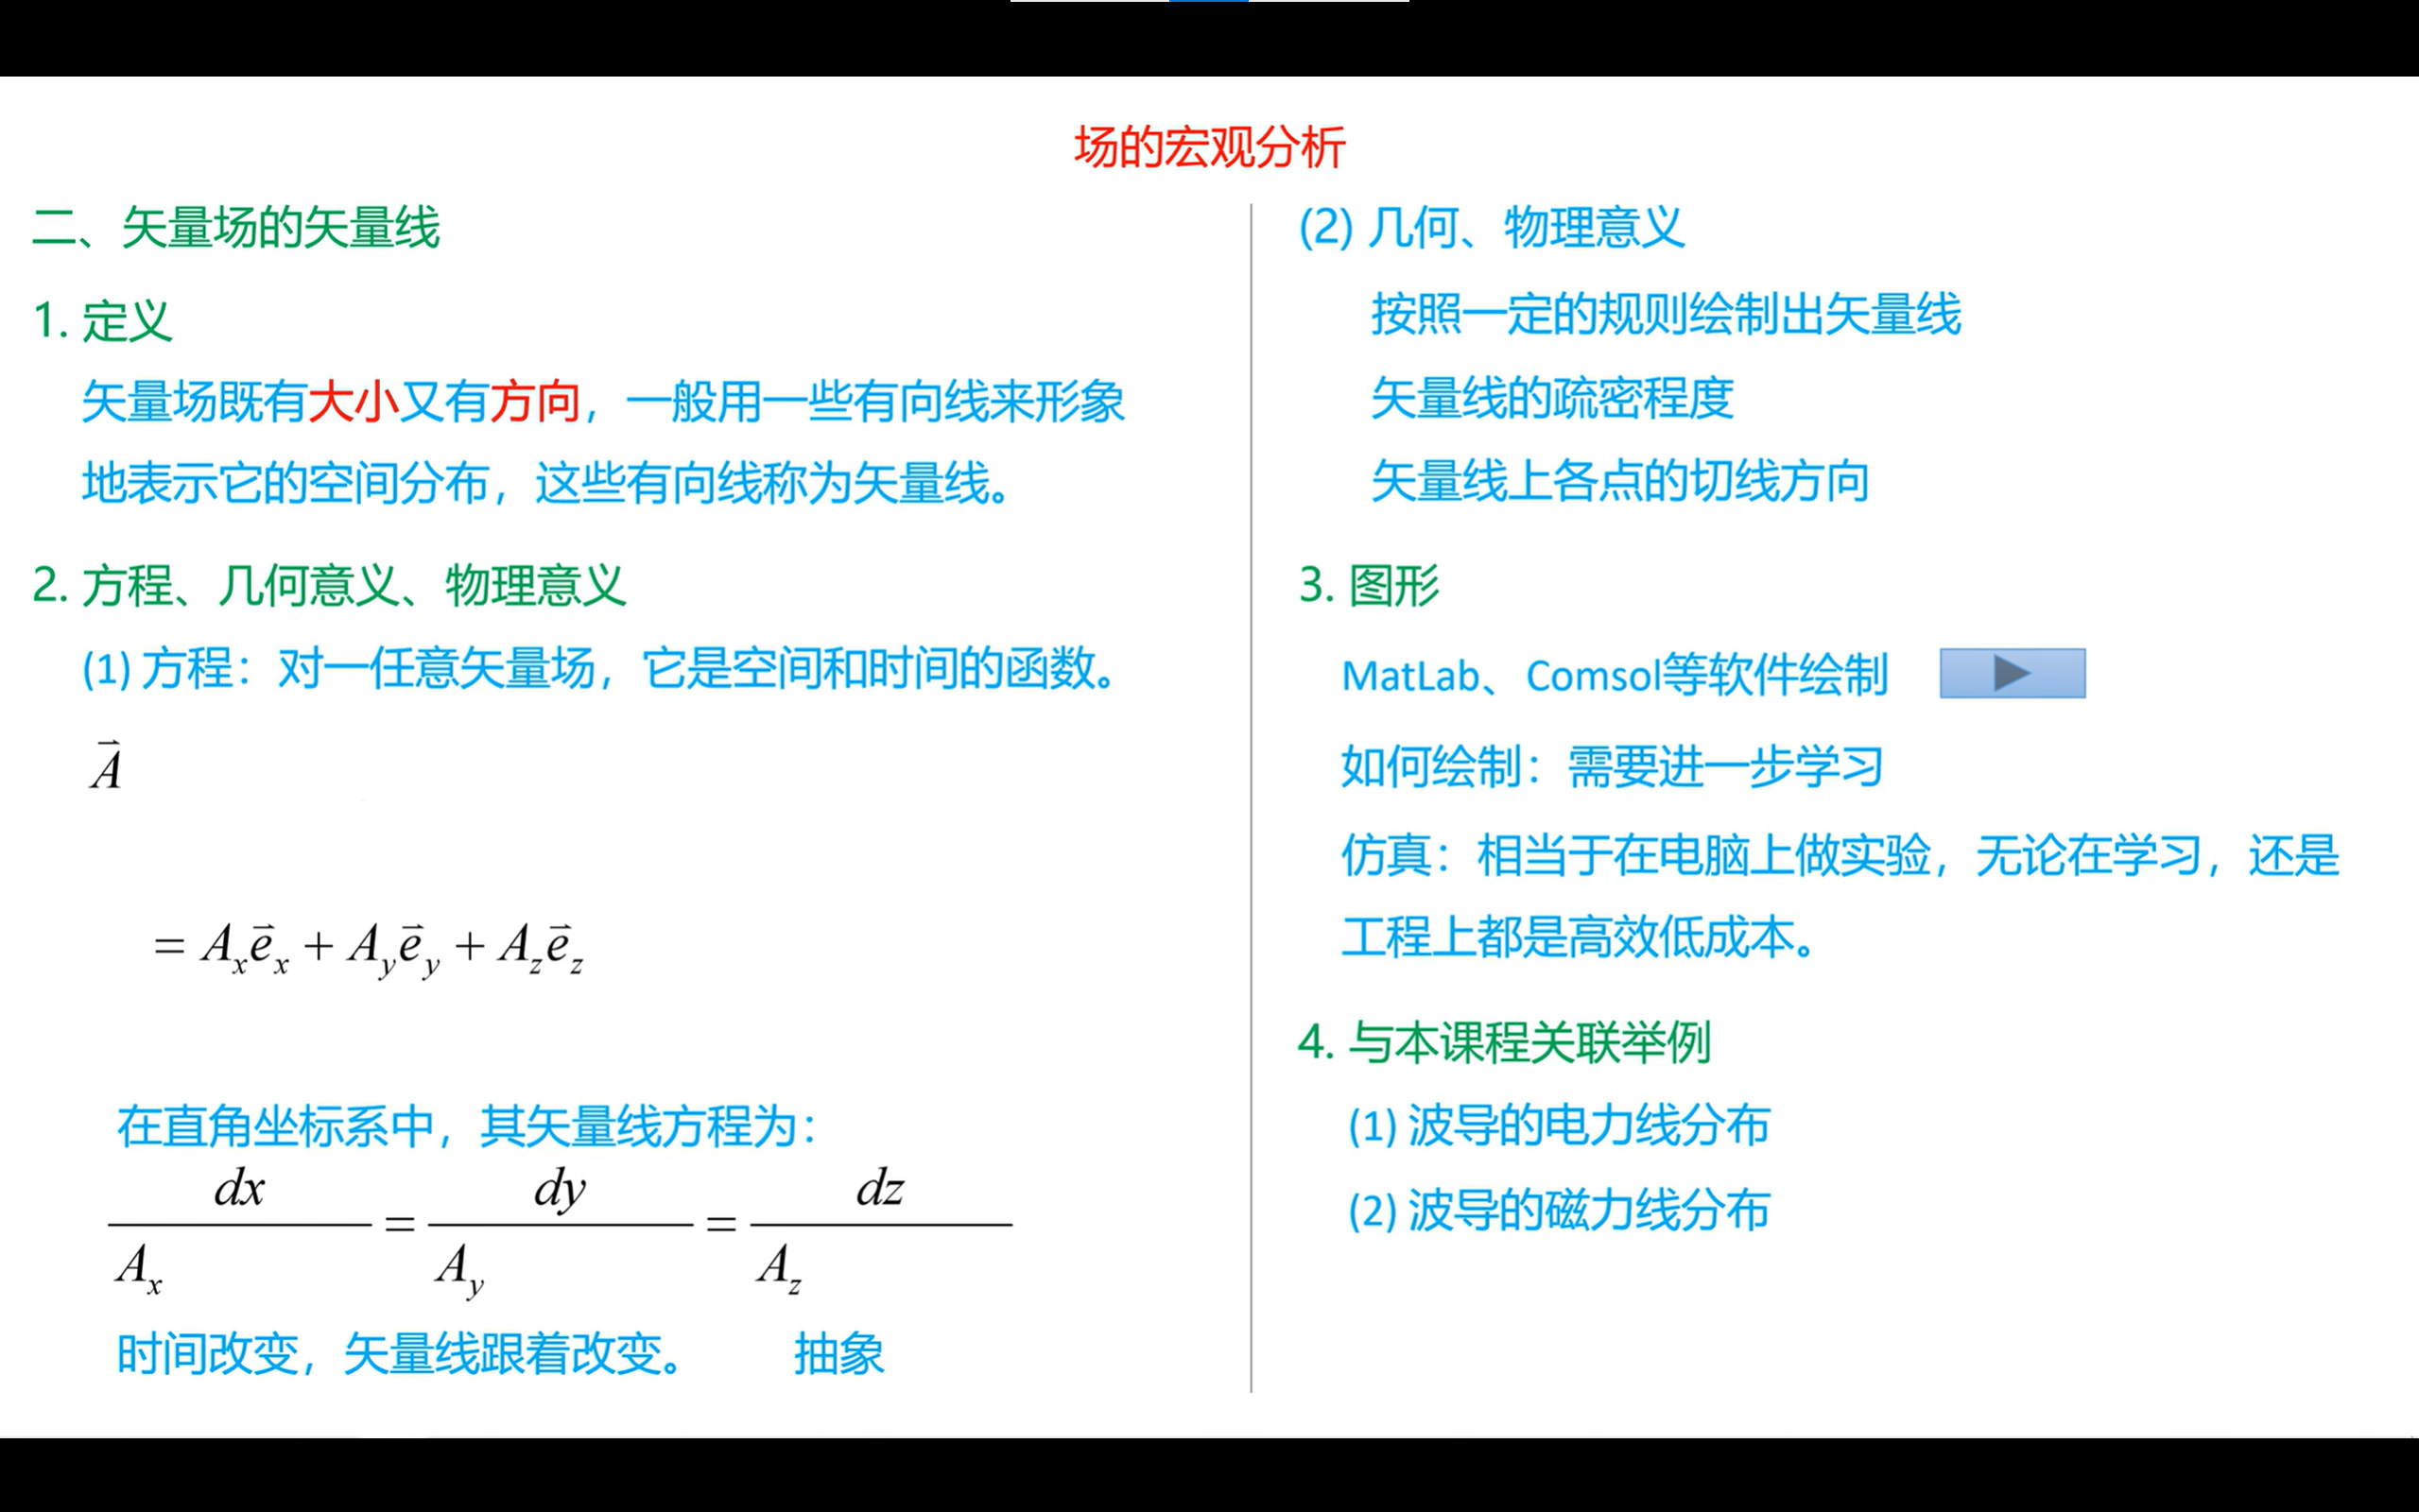 场的宏观分析
二、矢量场的矢量线
1. 定义
矢量场既有大小又有方向，一般用一些有向线来形象
地表示它的空间分布，这些有向线称为矢量线。
2. 方程、几何意义、物理意义
(1) 方程：对一任意矢量场，它是空间和时间的函数。
$\vec{A}$
$= A_x\vec{e}_x + A_y\vec{e}_y + A_z\vec{e}_z$
在直角坐标系中，其矢量线方程为：
$\frac{dx}{A_x} = \frac{dy}{A_y} = \frac{dz}{A_z}$
时间改变，矢量线跟着改变。 抽象
(2) 几何、物理意义
按照一定的规则绘制出矢量线
矢量线的疏密程度
矢量线上各点的切线方向
3. 图形
MatLab、Comsol等软件绘制
如何绘制：需要进一步学习
仿真：相当于在电脑上做实验，无论在学习，还是
工程上都是高效低成本。
4. 与本课程关联举例
(1) 波导的电力线分布
(2) 波导的磁力线分布